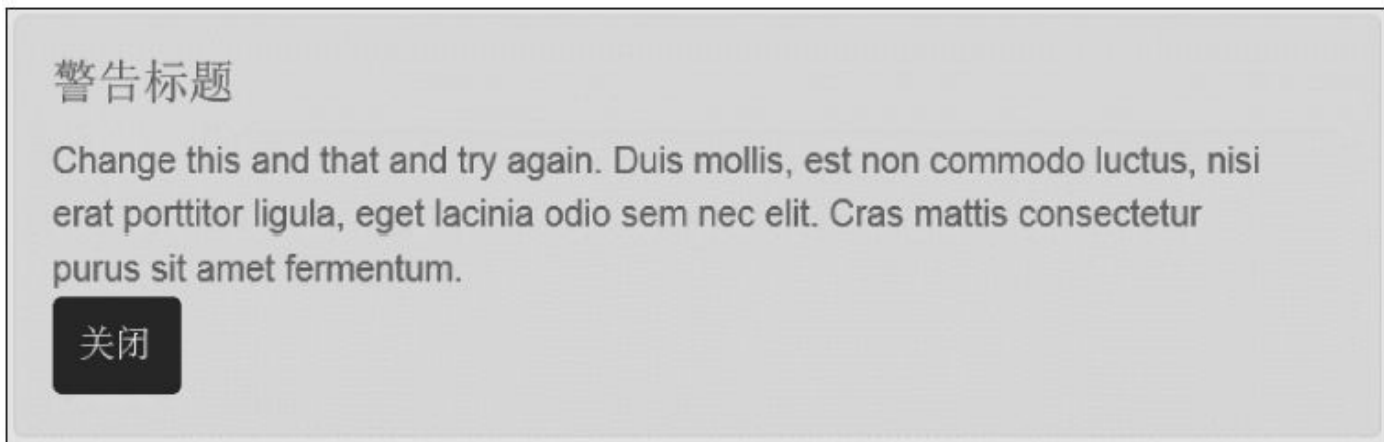 警告标题
Change this and that and try again. Duis mollis, est non commodo luctus, nisi
erat porttitor ligula, eget lacinia odio sem nec elit. Cras mattis consectetur
purus sit amet fermentum.
关闭